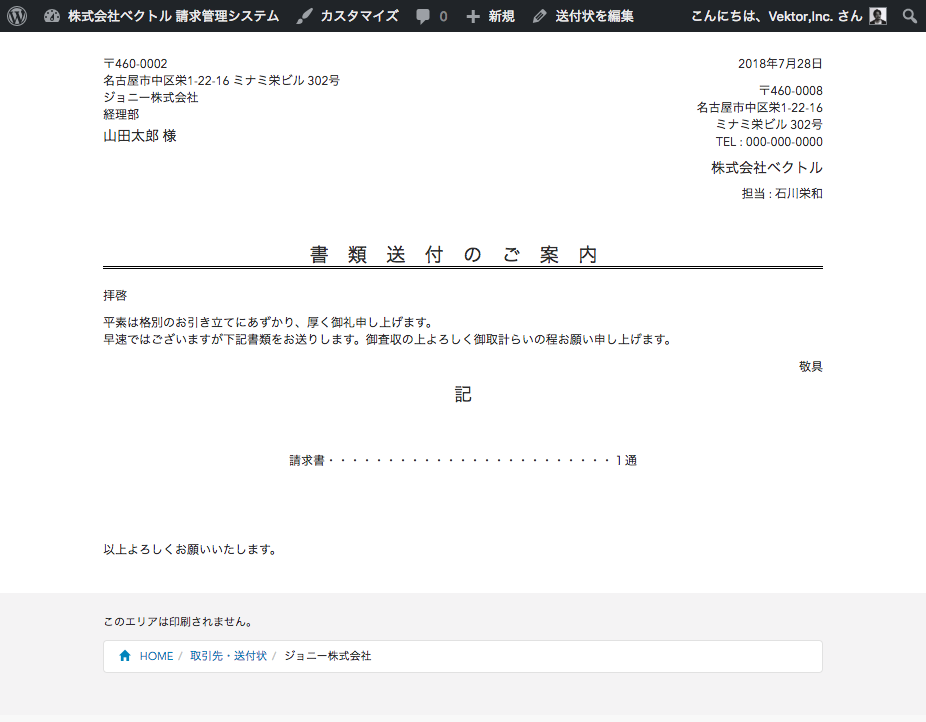 株式会社ベクトル 請求管理システム カスタマイズ 0 新規 送付状を編集 こんにちは、Vektor,Inc. さん
〒460-0002
名古屋市中区栄1-22-16 ミナミ栄ビル 302号
ジョニー株式会社
経理部
山田太郎 様
2018年7月28日
〒460-0008
名古屋市中区栄1-22-16
ミナミ栄ビル 302号
TEL : 000-000-0000
株式会社ベクトル
担当 : 石川栄和
書類送付のご案内
拝啓
平素は格別のお引き立てにあずかり、厚く御礼申し上げます。
早速ではございますが下記書類をお送りします。御査収の上よろしく御取計らいの程お願い申し上げます。
敬具
記
請求書・・・・・・・・・・・・・・・・・・・・・・・・1 通
以上よろしくお願いいたします。
このエリアは印刷されません。
HOME / 取引先・送付状 / ジョニー株式会社